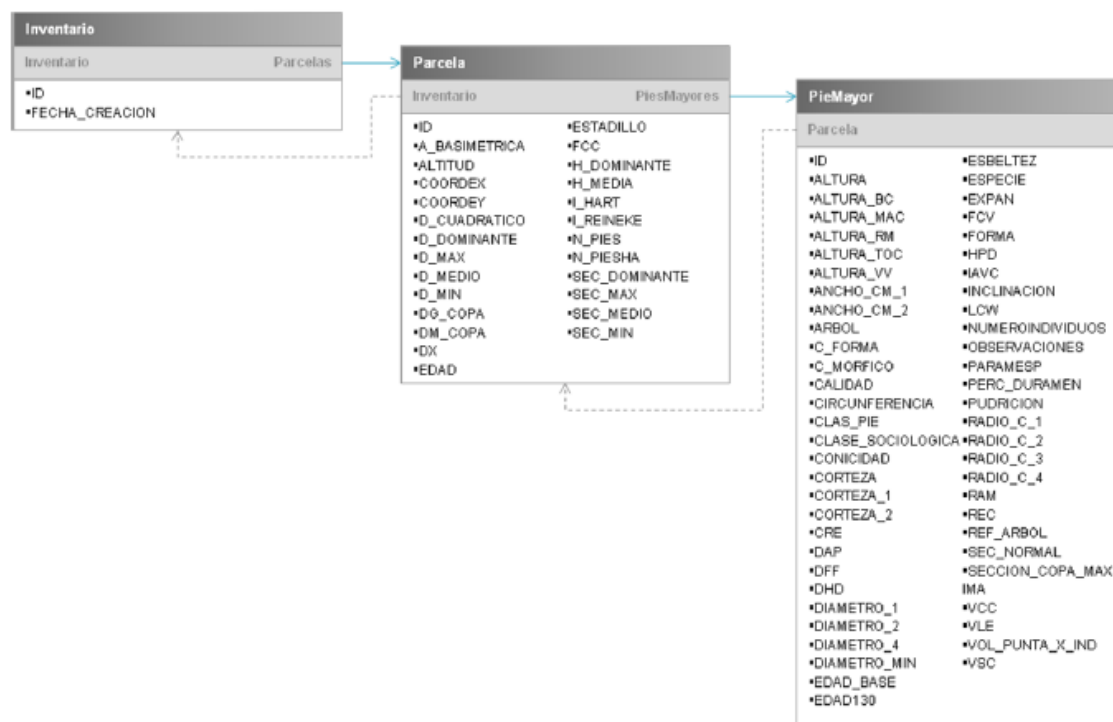 Inventario
Inventario Parcelas
•ID
•FECHA_CREACION
Parcela
Inventario PiesMayores
•ID
•A_BASIMETRICA
•ALTITUD
•COORDEX
•COORDEY
•D_CUADRATICO
•D_DOMINANTE
•D_MAX
•D_MEDIO
•D_MIN
•DG_COPA
•DM_COPA
•DX
•EDAD
•ESTADILLO
•FCC
•H_DOMINANTE
•H_MEDIA
•I_HART
•I_REINEKE
•N_PIES
•N_PIESHA
•SEC_DOMINANTE
•SEC_MAX
•SEC_MEDIO
•SEC_MIN
PieMayor
Parcela
•ID
•ALTURA
•ALTURA_BC
•ALTURA_MAC
•ALTURA_RM
•ALTURA_TOC
•ALTURA_VV
•ANCHO_CM_1
•ANCHO_CM_2
•ARBOL
•C_FORMA
•C_MORFICO
•CALIDAD
•CIRCUNFERENCIA
•CLAS_PIE
•CLASE_SOCIOLOGICA
•CONICIDAD
•CORTEZA
•CORTEZA_1
•CORTEZA_2
•CRE
•DAP
•DFF
•DHD
•DIAMETRO_1
•DIAMETRO_2
•DIAMETRO_4
•DIAMETRO_MIN
•EDAD_BASE
•EDAD130
•ESBELTEZ
•ESPECIE
•EXPAN
•FCV
•FORMA
•HPD
•IAVC
•INCLINACION
•LCW
•NUMEROINDIVIDUOS
•OBSERVACIONES
•PARAMESP
•PERC_DURAMEN
•PUDRICION
•RADIO_C_1
•RADIO_C_2
•RADIO_C_3
•RADIO_C_4
•RAM
•REC
•REF_ARBOL
•SEC_NORMAL
•SECCION_COPA_MAX
IMA
•VCC
•VLE
•VOL_PUNTA_X_IND
•VSC